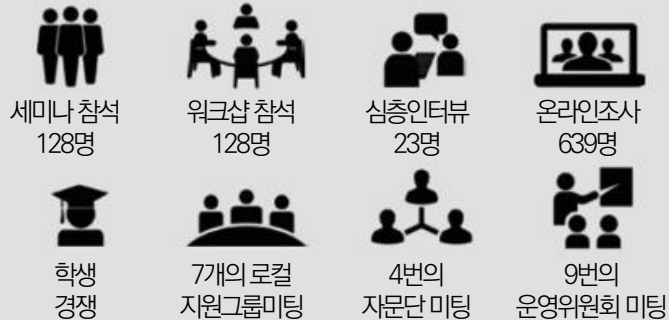 세미나 참석 워크샵 참석 심층인터뷰 온라인조사
128명 128명 23명 639명
학생 7개의 로컬 4번의 9번의
경쟁 지원그룹미팅 자문단 미팅 운영위원회 미팅